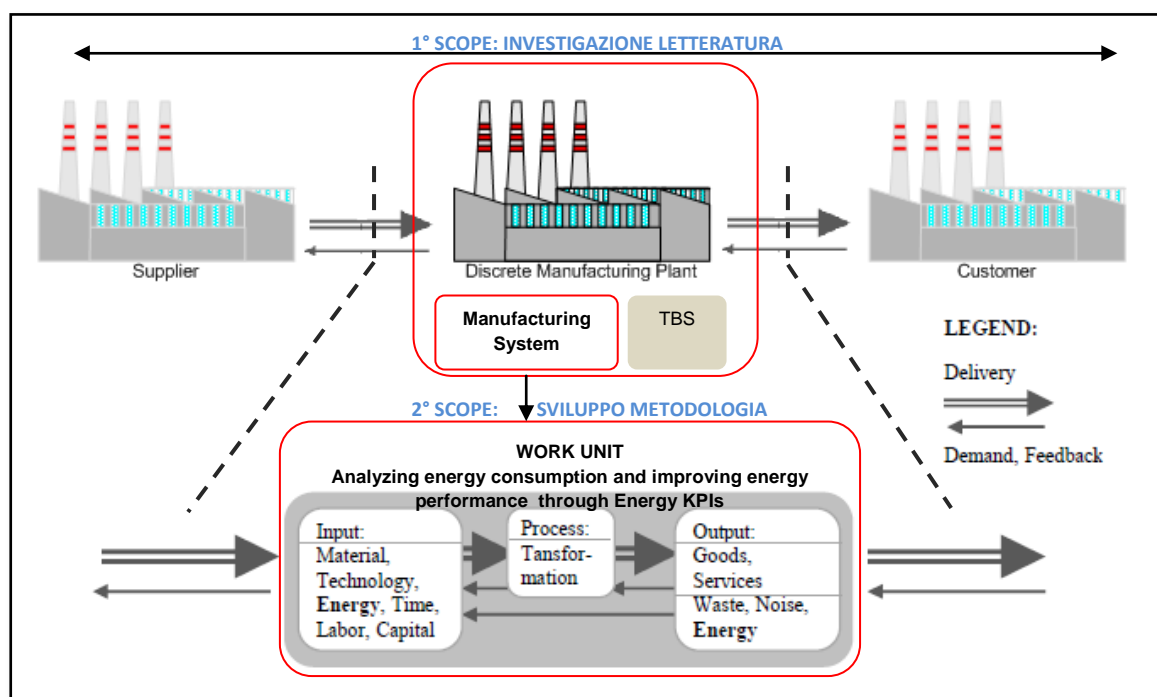 1° SCOPE: INVESTIGAZIONE LETTERATURA
Supplier
Discrete Manufacturing Plant
Customer
Manufacturing
System
TBS
LEGEND:
Delivery
Demand, Feedback
2° SCOPE: SVILUPPO METODOLOGIA
WORK UNIT
Analyzing energy consumption and improving energy
performance through Energy KPIs
Input:
Material,
Technology,
Energy, Time,
Labor, Capital
Process:
Tansfor-
mation
Output:
Goods,
Services
Waste, Noise,
Energy